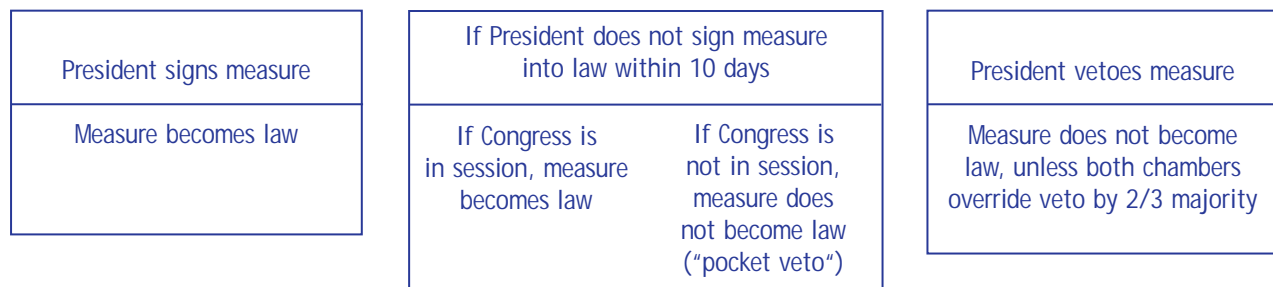 President signs measure
Measure becomes law
If President does not sign measure
into law within 10 days
If Congress is
in session, measure
becomes law
If Congress is
not in session,
measure does
not become law
("pocket veto")
President vetoes measure
Measure does not become
law, unless both chambers
override veto by 2/3 majority